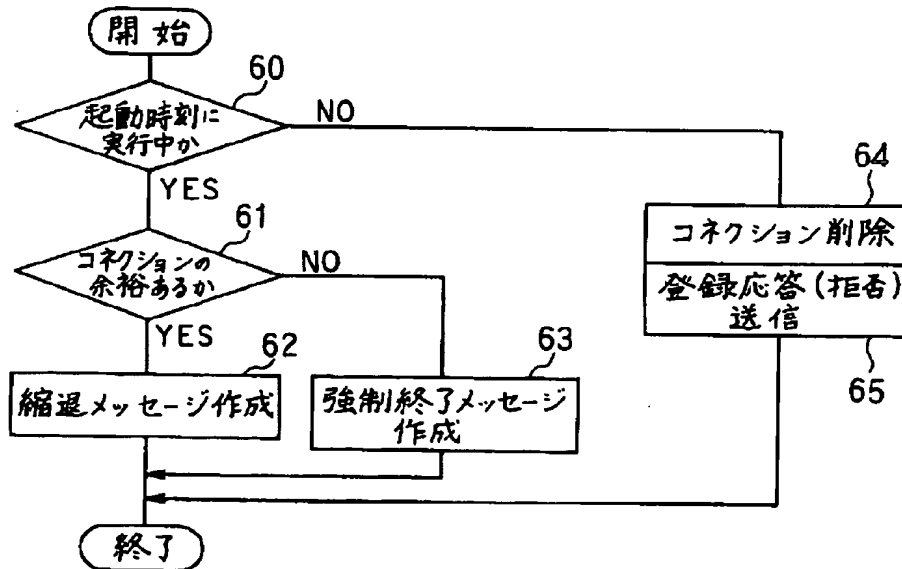 開始
60
起動時刻に
実行中か
NO
YES
61
コネクションの
余裕あるか
NO
YES
62
縮退メッセージ作成
63
強制終了メッセージ
作成
64
コネクション削除
登録応答(拒否)
送信
65
終了